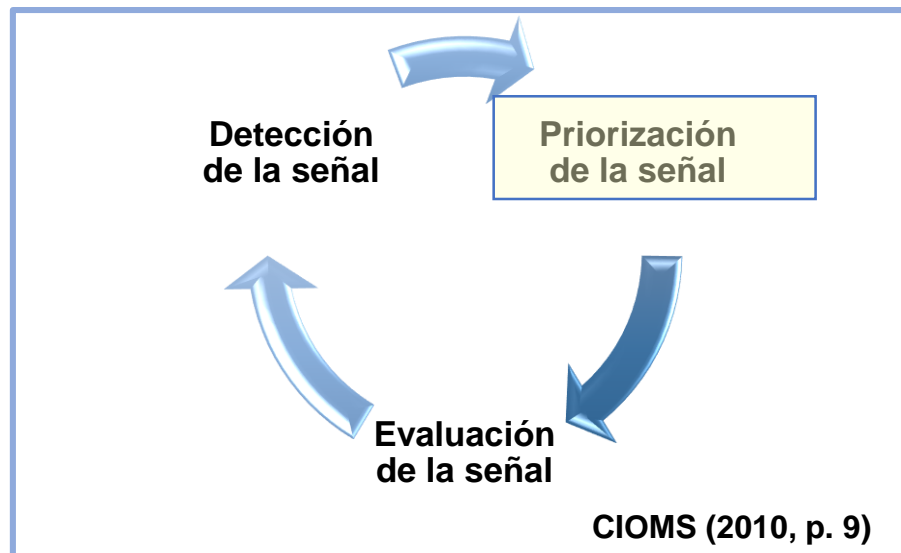 Detección
de la señal
Priorización
de la señal
Evaluación
de la señal
CIOMS (2010, p. 9)